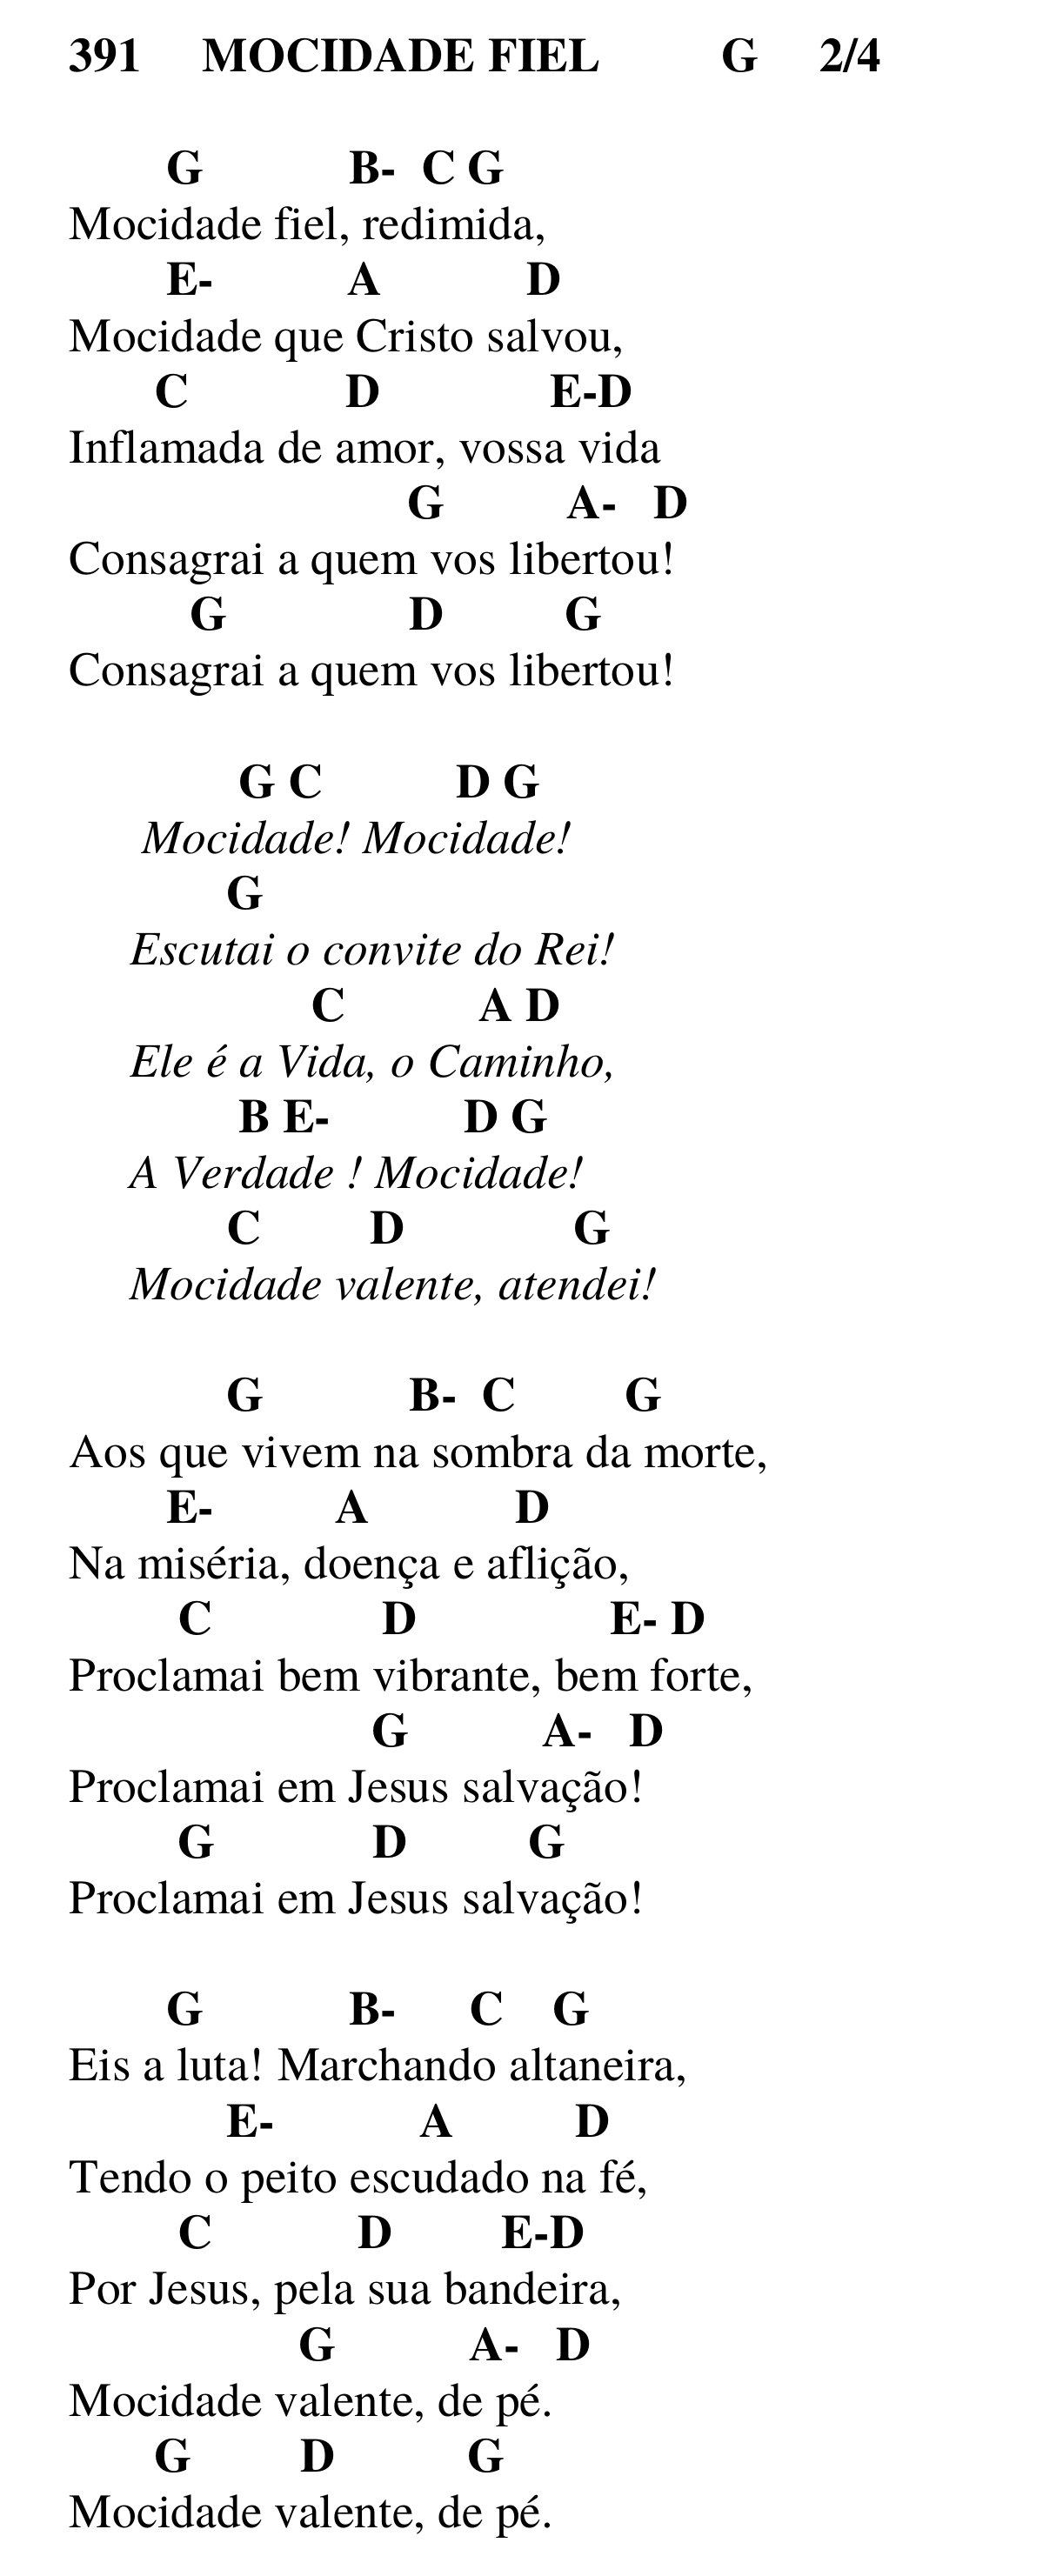 391 MOCIDADE FIEL G 2/4
G B- C G
Mocidade fiel, redimida,
E- A D
Mocidade que Cristo salvou,
C D E-D
Inflamada de amor, vossa vida
G A- D
Consagrai a quem vos libertou!
G D G
Consagrai a quem vos libertou!
G C D G
Mocidade! Mocidade!
G
Escutai o convite do Rei!
C A D
Ele é a Vida, o Caminho,
B E- D G
A Verdade ! Mocidade!
C D G
Mocidade valente, atendei!
G B- C G
Aos que vivem na sombra da morte,
E- A D
Na miséria, doença e aflição,
C D E- D
Proclamai bem vibrante, bem forte,
G A- D
Proclamai em Jesus salvação!
G D G
Proclamai em Jesus salvação!
G B- C G
Eis a luta! Marchando altaneira,
E- A D
Tendo o peito escudado na fé,
C D E-D
Por Jesus, pela sua bandeira,
G A- D
Mocidade valente, de pé.
G D G
Mocidade valente, de pé.